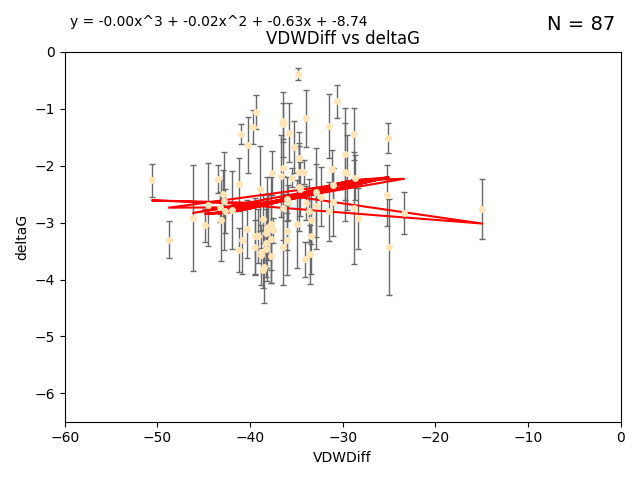 y = -0.00x^3 + -0.02x^2 + -0.63x + -8.74
N = 87
VDWDiff vs deltaG
0
−1
−2
−3
−4
−5
−6
deltaG
−60
−50
−40
−30
−20
−10
0
VDWDiff